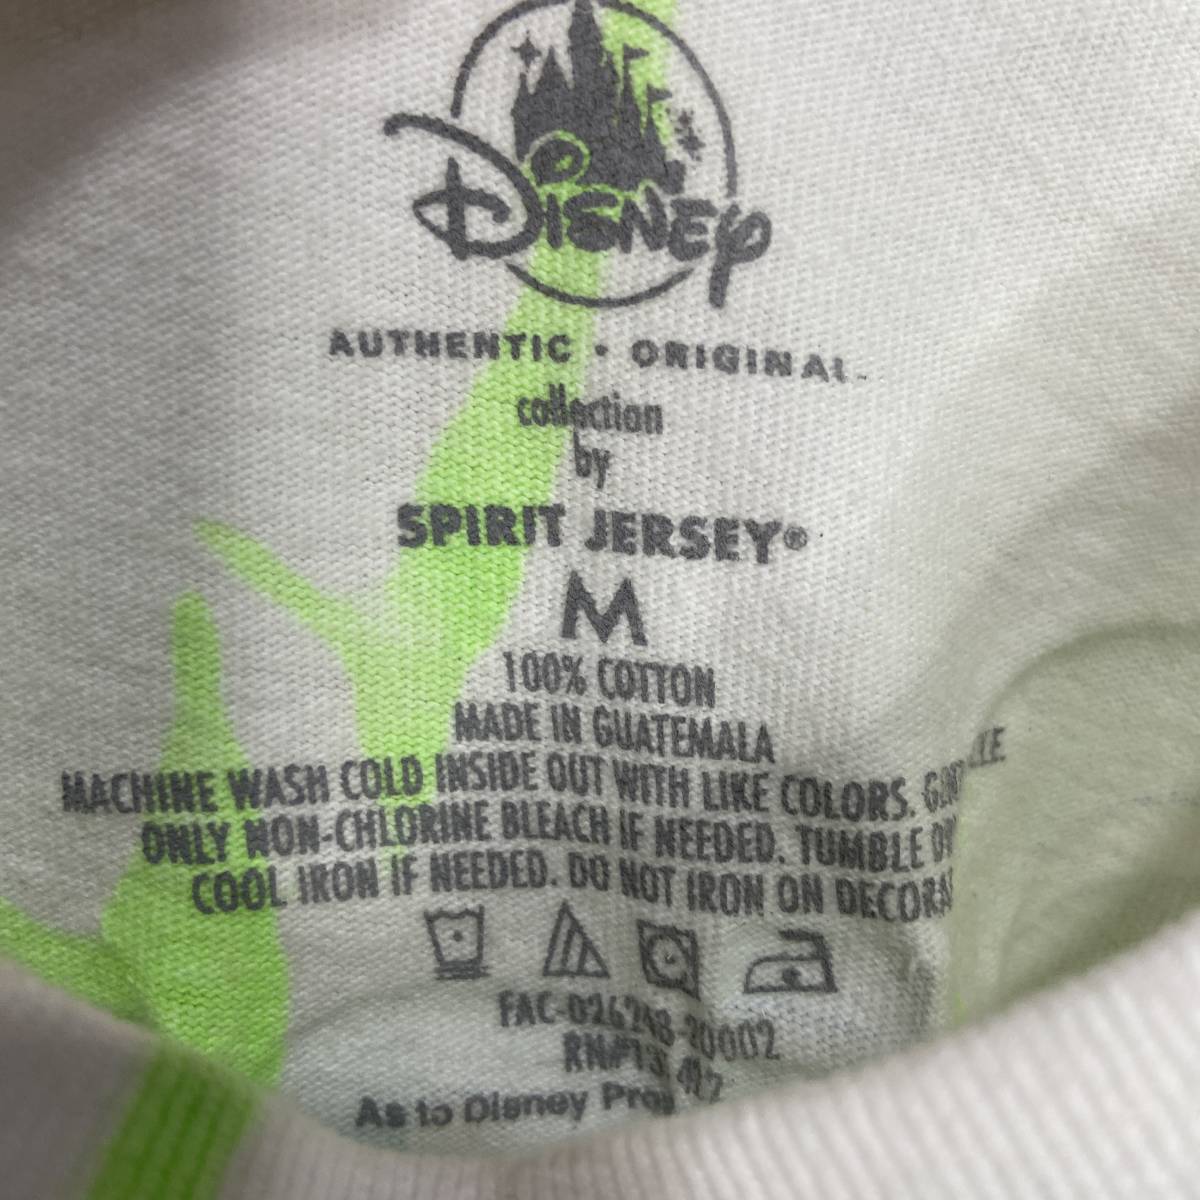 Disney
AUTHENTIC • ORIGINAL
collection
by
SPIRIT JERSEY®
M
100% COTTON
MADE IN GUATEMALA
MACHINE WASH COLD INSIDE OUT WITH LIKE COLORS.
ONLY NON-CHLORINE BLEACH IF NEEDED. TUMBLE
COOL IRON IF NEEDED. DO NOT IRON ON
FAC-026248-20002
As to Disney